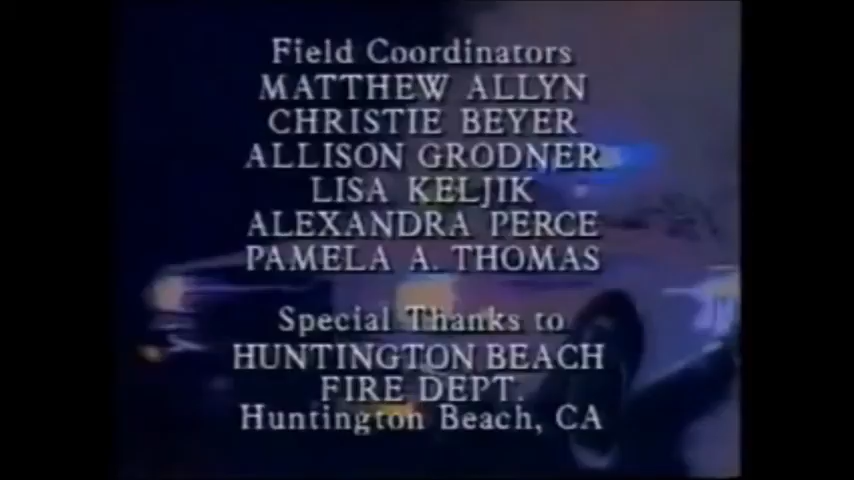 Field Coordinators
MATTHEW ALLYN
CHRISTIE BEYER
ALLISON GRODNER
LISA KELJIK
ALEXANDRA PERCE
PAMELA A. THOMAS
Special Thanks to
HUNTINGTON BEACH
FIRE DEPT.
Huntington Beach, CA